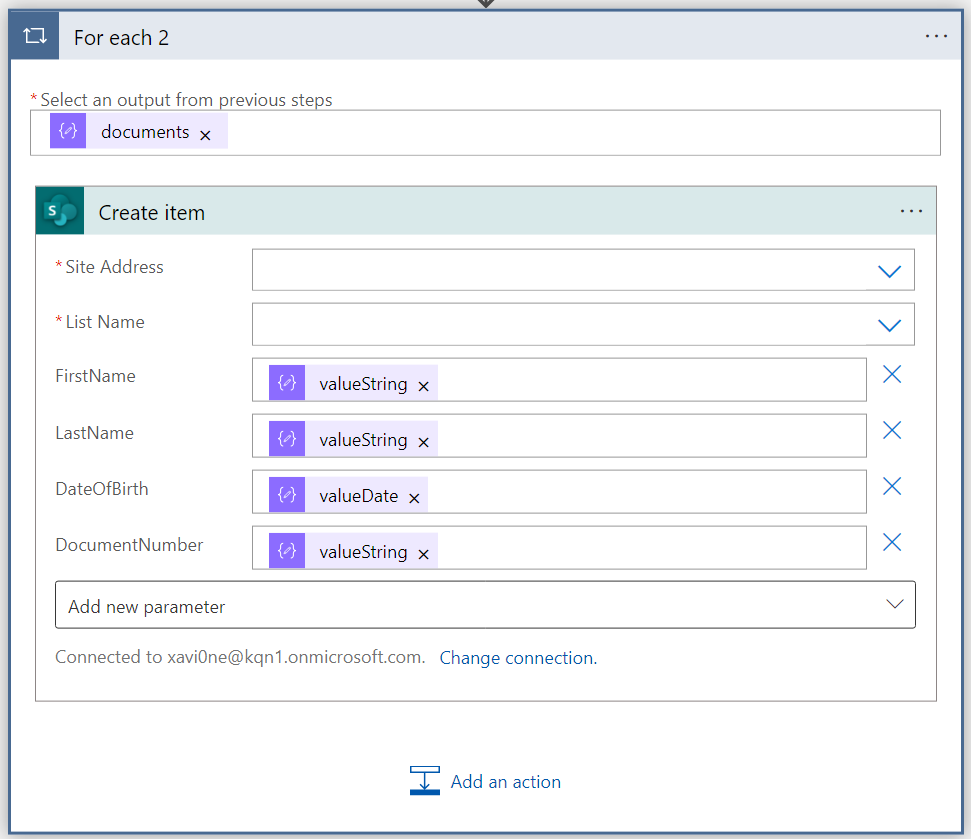 For each 2
* Select an output from previous steps
documents ×
S
Create item
* Site Address
* List Name
FirstName valueString ×
LastName valueString ×
DateOfBirth valueDate ×
DocumentNumber valueString ×
Add new parameter
Connected to xavi0ne@kqn1.onmicrosoft.com. Change connection.
Add an action